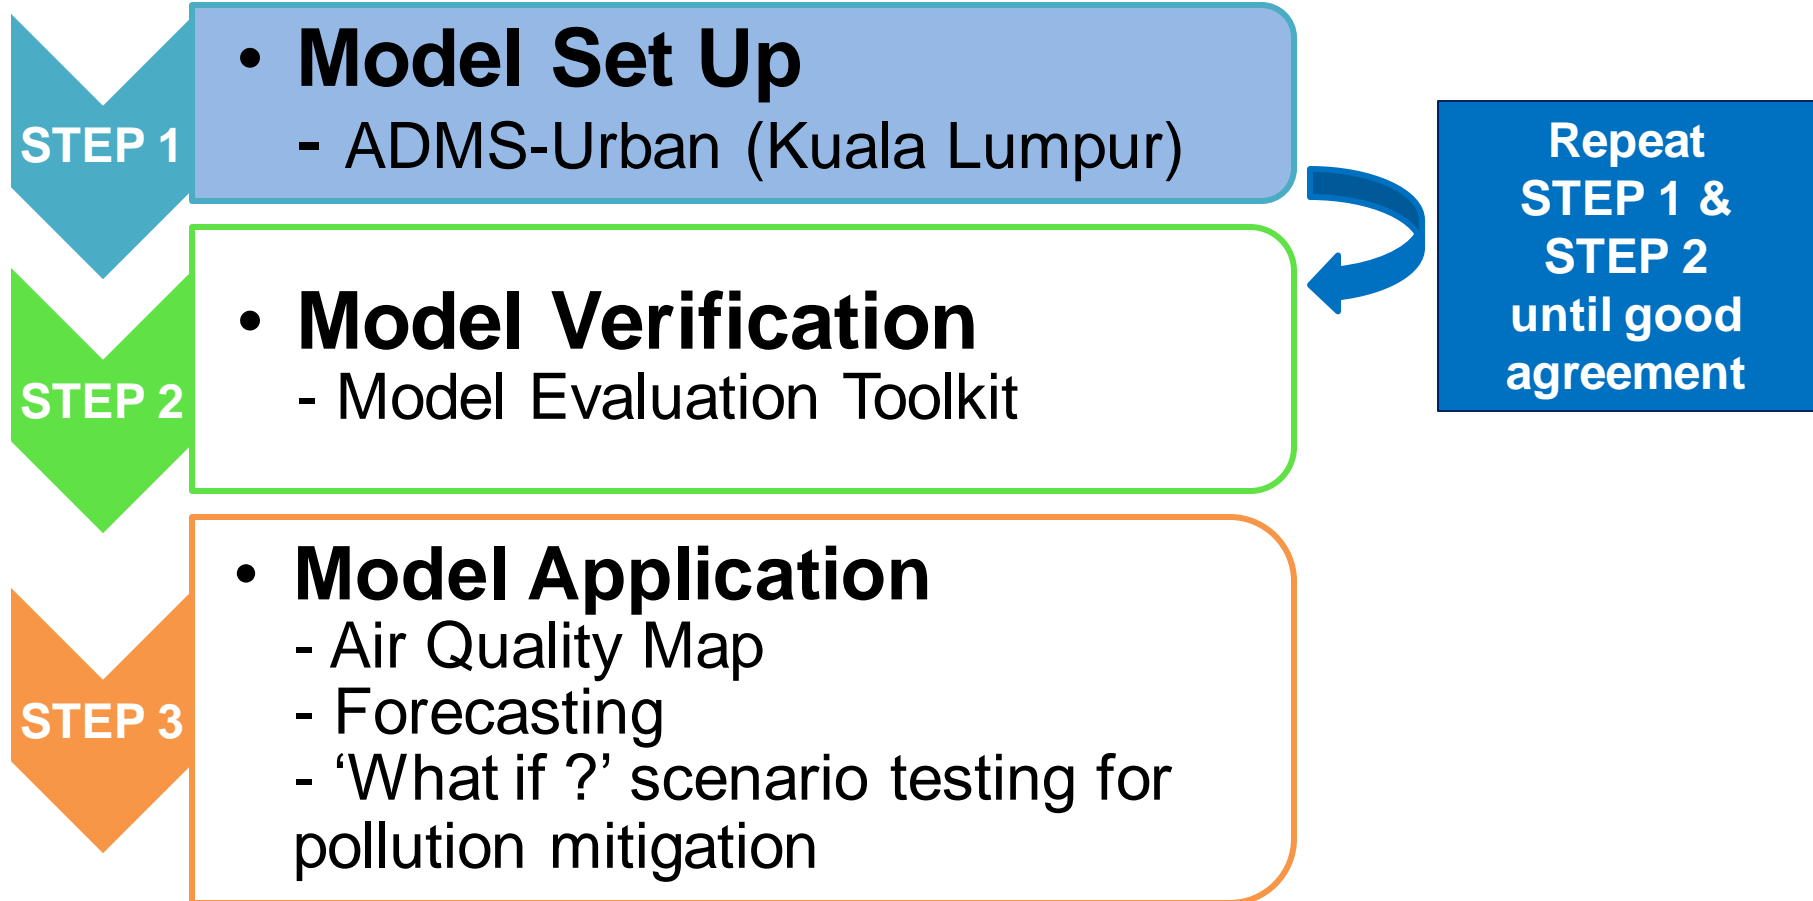 STEP 1
• Model Set Up
- ADMS-Urban (Kuala Lumpur)
Repeat
STEP 1 &
STEP 2
until good
agreement
STEP 2
• Model Verification
- Model Evaluation Toolkit
STEP 3
• Model Application
- Air Quality Map
- Forecasting
- ‘What if ?’ scenario testing for
pollution mitigation